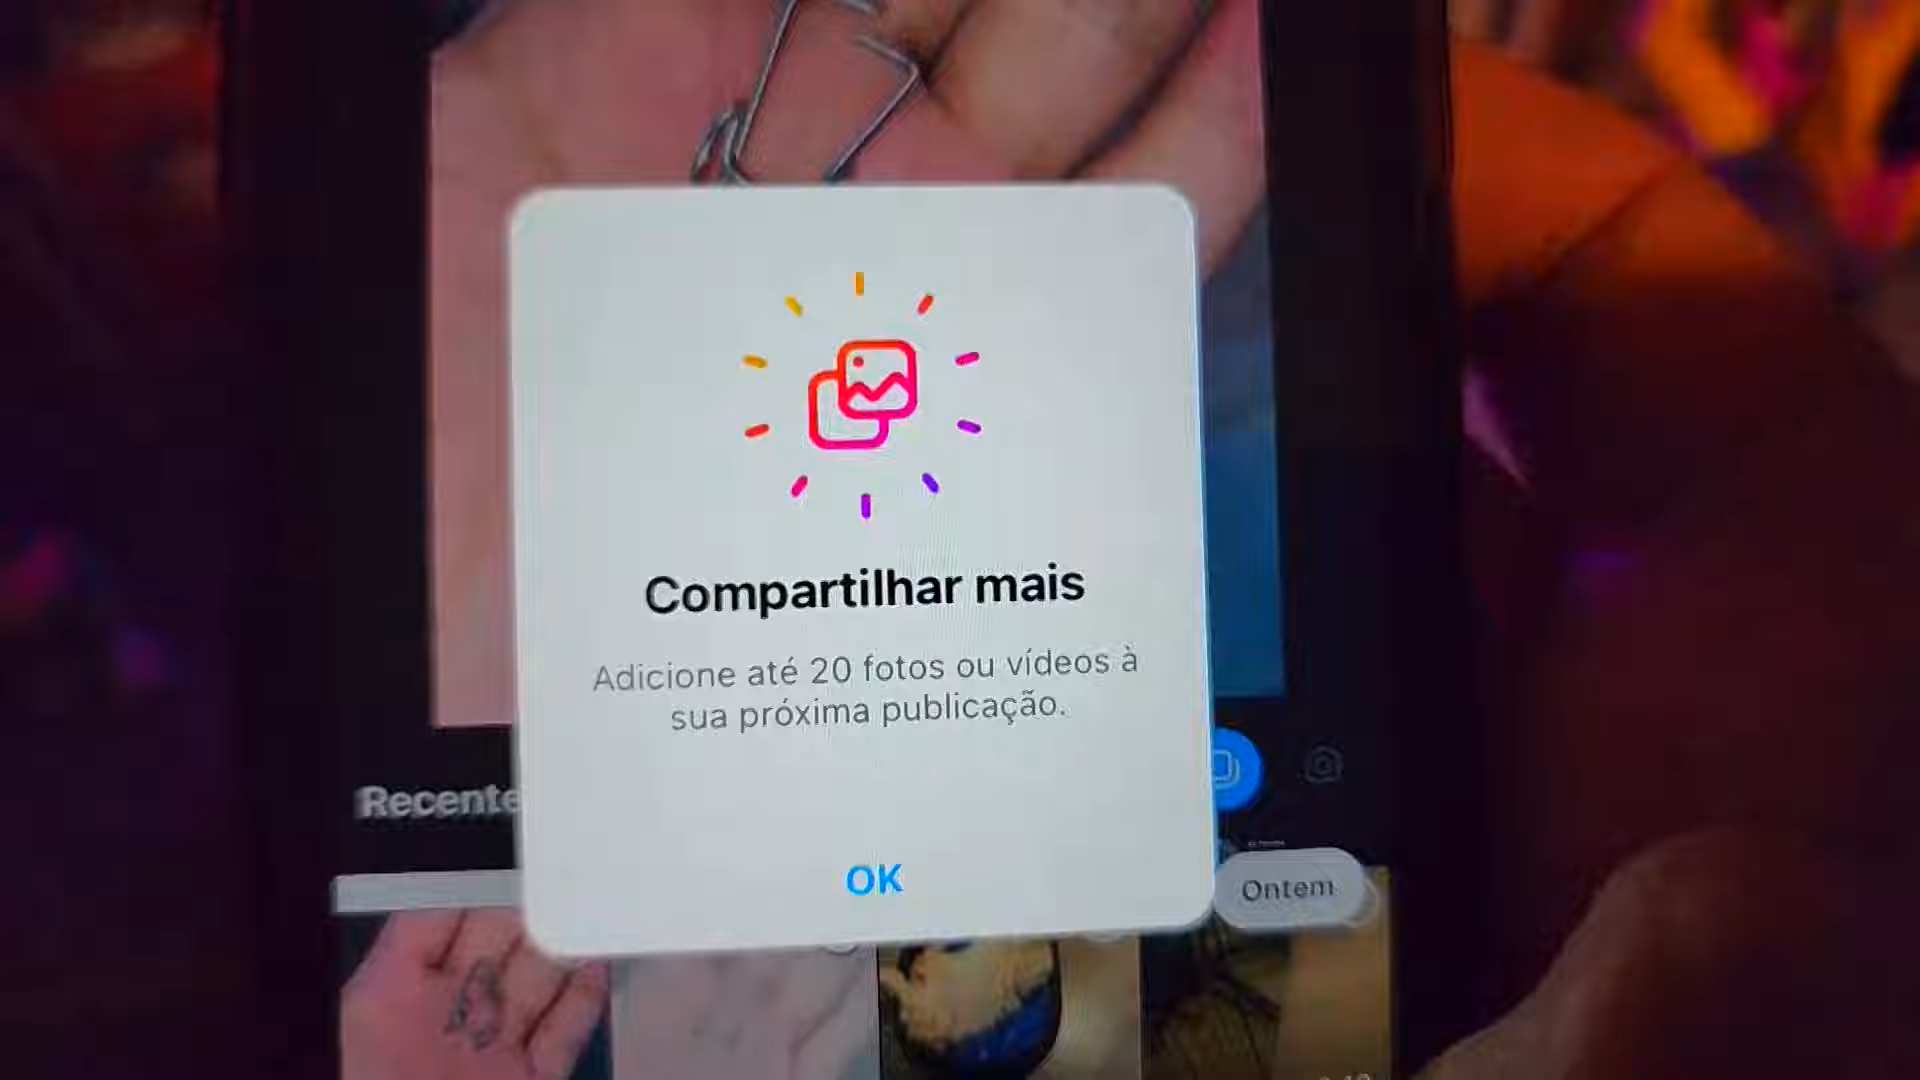 Compartilhar mais
Adicione até 20 fotos ou vídeos à
sua próxima publicação.
Recente
OK
Ontem